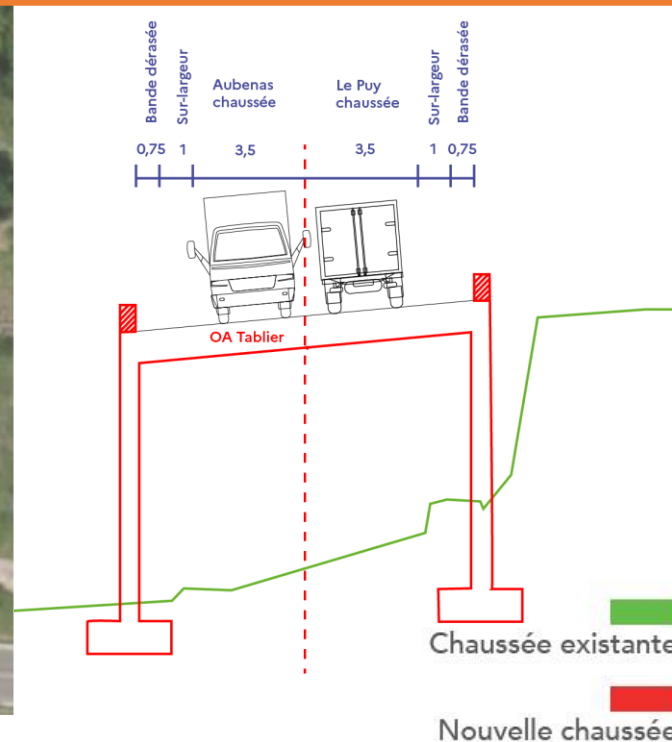 Bande dérasée
Sur-largeur
Aubenas
chaussée
Le Puy
chaussée
Sur-largeur
Bande dérasée
0,75 1 3,5 3,5 1 0,75
OA Tablier
Chaussée existante
Nouvelle chaussée